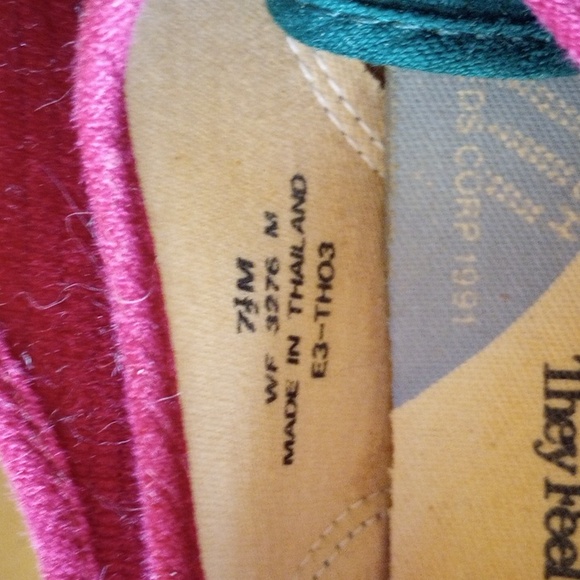 7½M
WF 3276 M
MADE IN THAILAND
E3-TH03
DS CORP 1991
They Feel